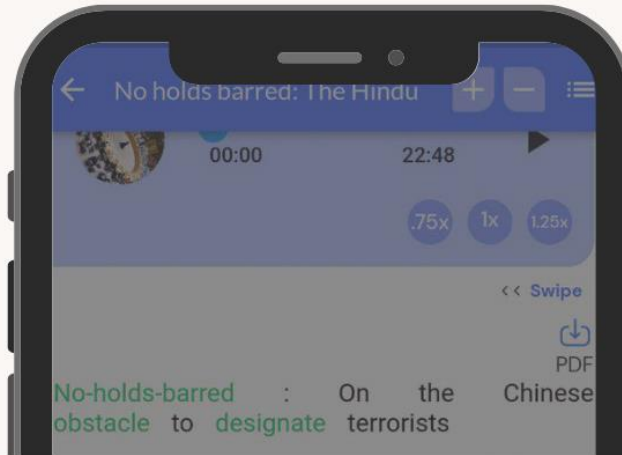 No holds barred: The Hindu + −
00:00 22:48
.75x 1x 1.25x
<< Swipe
PDF
No-holds-barred : On the Chinese
obstacle to designate terrorists